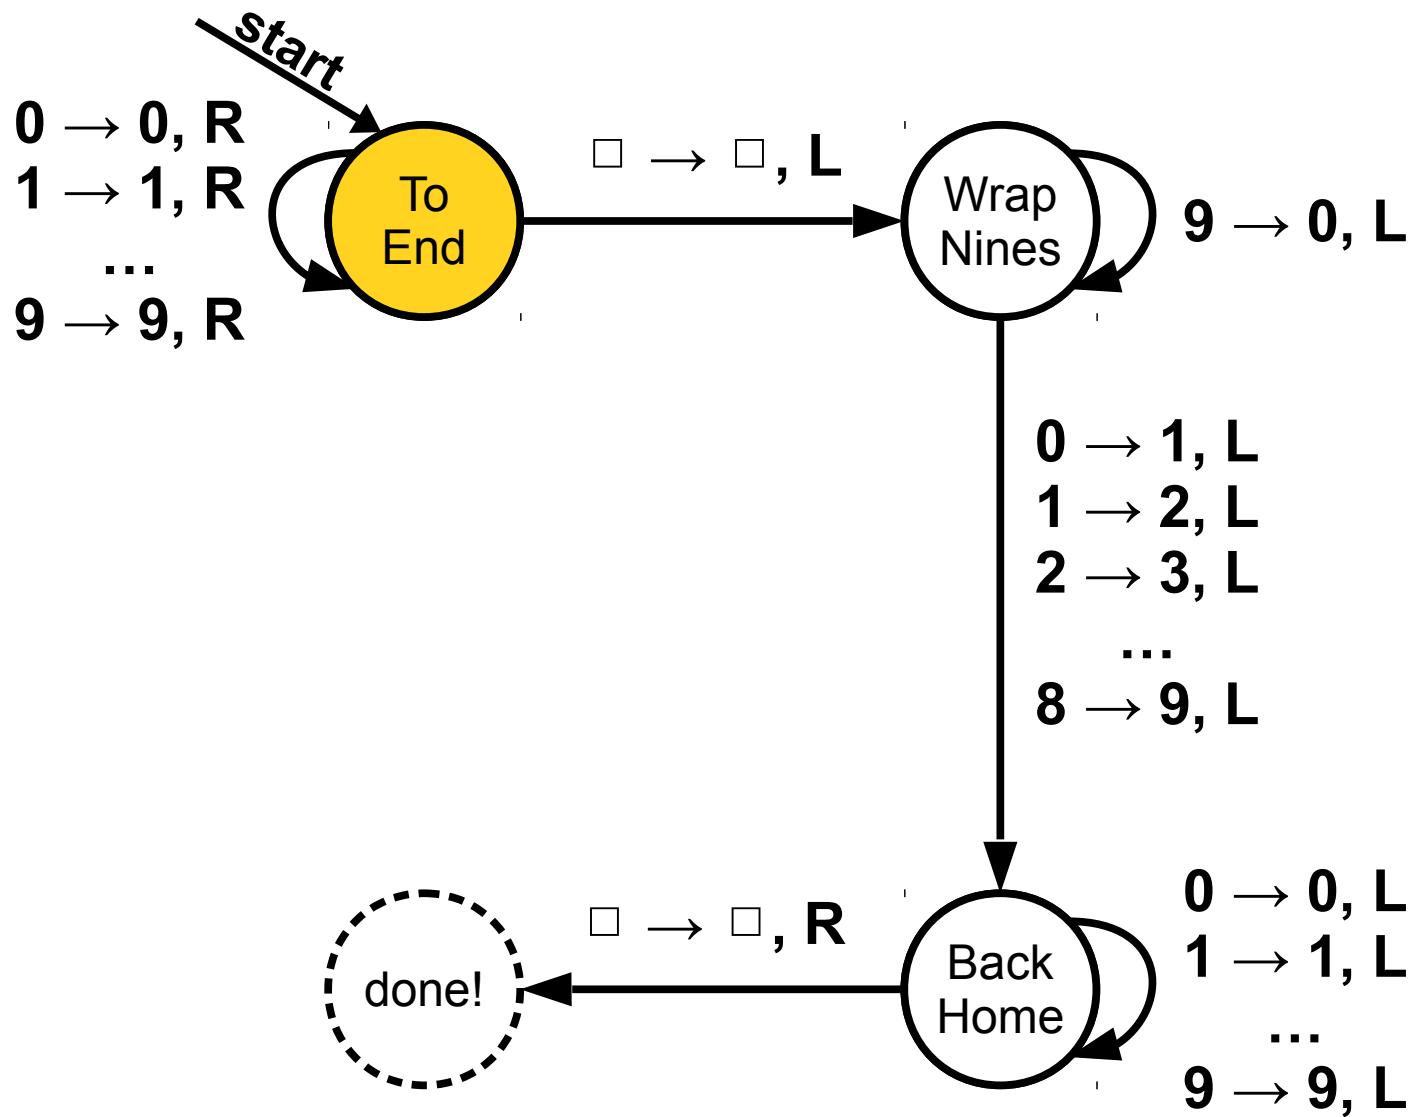 start
0 → 0, R
1 → 1, R
...
9 → 9, R
To
End
□ → □, L
Wrap
Nines
9 → 0, L
0 → 1, L
1 → 2, L
2 → 3, L
...
8 → 9, L
done!
□ → □, R
Back
Home
0 → 0, L
1 → 1, L
...
9 → 9, L